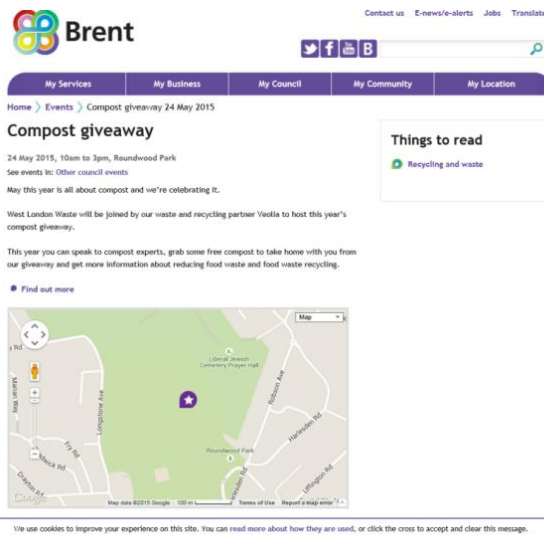 Contact us E-news/e-alerts Jobs Translate
Brent
My Services My Business My Council My Community My Location
Home > Events > Compost giveaway 24 May 2015
Compost giveaway
24 May 2015, 10am to 3pm, Roundwood Park
See events in: Other council events
May this year is all about compost and we're celebrating it.
West London Waste will be joined by our waste and recycling partner Veolia to host this year's
compost giveaway.
This year you can speak to compost experts, grab some free compost to take home with you from
our giveaway and get more information about reducing food waste and food waste recycling.
Find out more
Things to read
Recycling and waste
Map
Liberal Jewish
Cemetery Prayer Hall
Marian Way
Longstone Ave
Robson Ave
Harlesden Rd
Fry Rd
Roundwood Park
Drayton Rd
Uffington Rd
Google
Map data ©2015 Google 100 m Terms of Use Report a map error
We use cookies to improve your experience on this site. You can read more about how they are used, or click the cross to accept and clear this message.